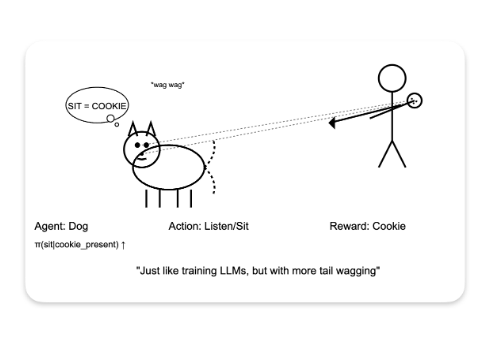 "wag wag"
SIT = COOKIE
Agent: Dog
Action: Listen/Sit
Reward: Cookie
π(sit|cookie_present) ↑
"Just like training LLMs, but with more tail wagging"